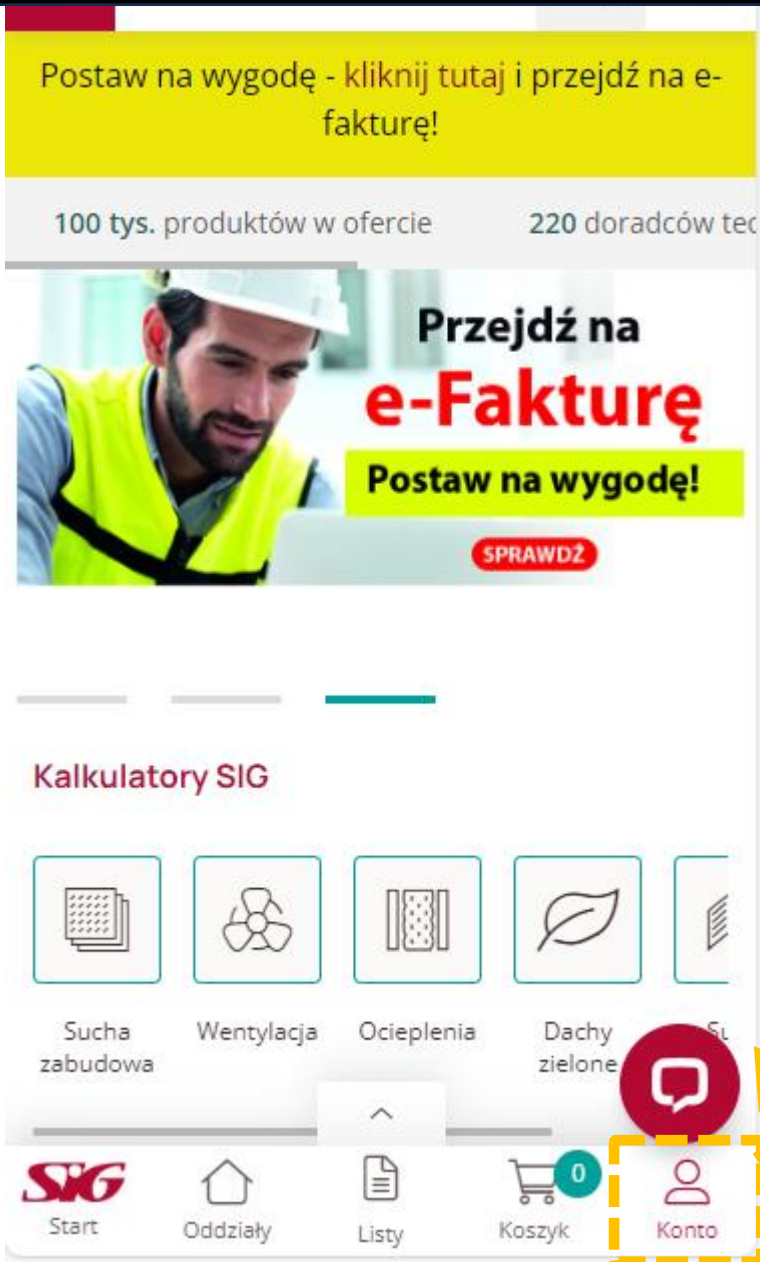 Postaw na wygodę - kliknij tutaj i przejdź na e-
fakturę!
100 tys. produktów w ofercie 220 doradców tec
Przejdź na
e-Fakturę
Postaw na wygodę!
SPRAWDŹ
Kalkulatory SIG
Sucha
zabudowa
Wentylacja
Ocieplenia
Dachy
zielone
SiG
Start
Oddziały
Listy
0
Koszyk
Konto